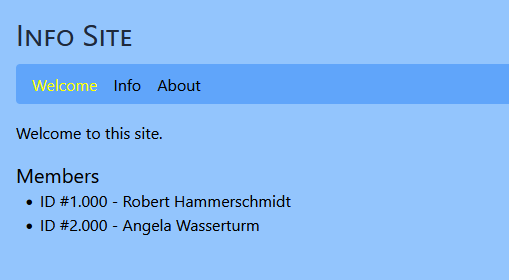 Info Site
Welcome Info About
Welcome to this site.
Members
ID #1.000 - Robert Hammerschmidt
ID #2.000 - Angela Wasserturm